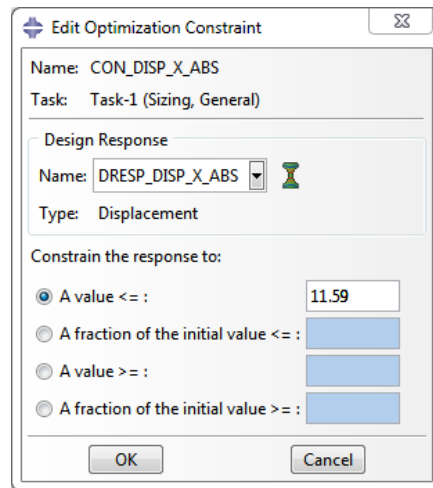 Edit Optimization Constraint
Name: CON_DISP_X_ABS
Task: Task-1 (Sizing, General)
Design Response
Name: DRESP_DISP_X_ABS
Type: Displacement
Constrain the response to:
A value <= : 11.59
A fraction of the initial value <= :
A value >= :
A fraction of the initial value >= :
OK Cancel